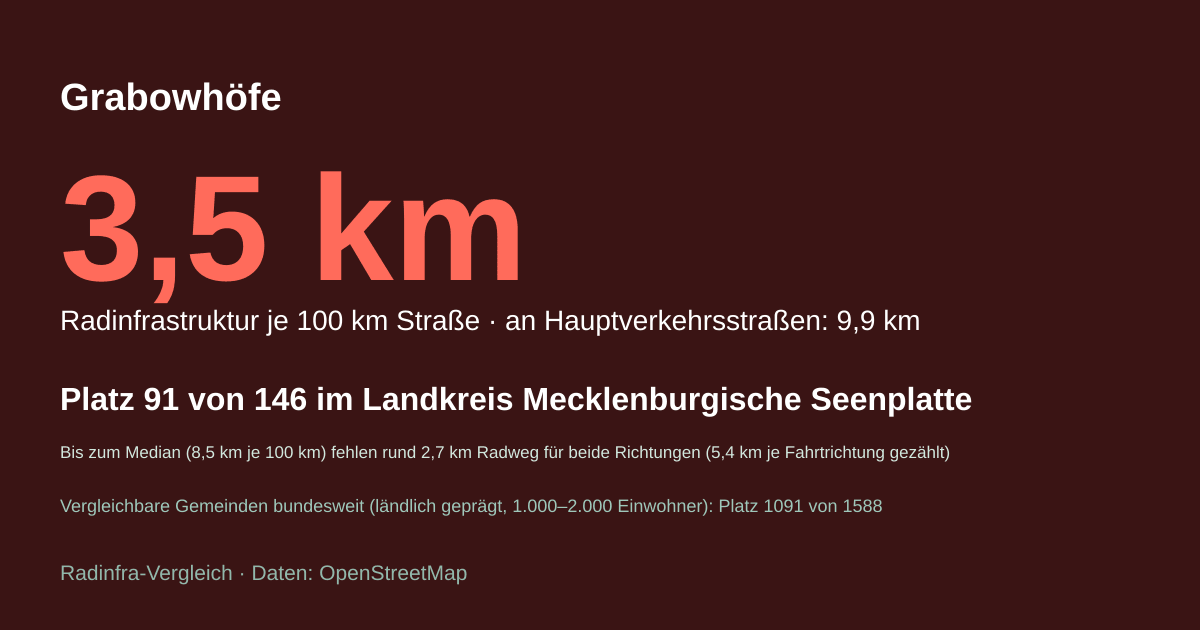 Grabowhöfe
3,5 km
Radinfrastruktur je 100 km Straße · an Hauptverkehrsstraßen: 9,9 km
Platz 91 von 146 im Landkreis Mecklenburgische Seenplatte
Bis zum Median (8,5 km je 100 km) fehlen rund 2,7 km Radweg für beide Richtungen (5,4 km je Fahrtrichtung gezählt)
Vergleichbare Gemeinden bundesweit (ländlich geprägt, 1.000–2.000 Einwohner): Platz 1091 von 1588
Radinfra-Vergleich · Daten: OpenStreetMap